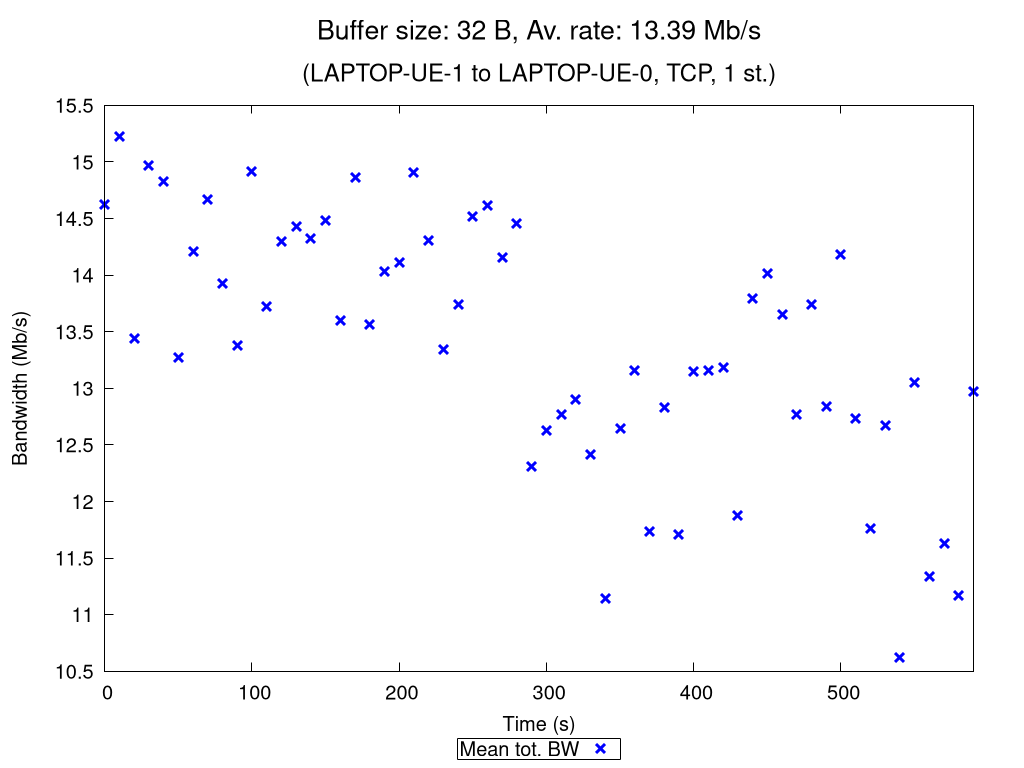 Buffer size: 32 B, Av. rate: 13.39 Mb/s
(LAPTOP-UE-1 to LAPTOP-UE-0, TCP, 1 st.)
15.5
15
14.5
14
13.5
13
12.5
12
11.5
11
10.5
Bandwidth (Mb/s)
0 100 200 300 400 500
Time (s)
Mean tot. BW